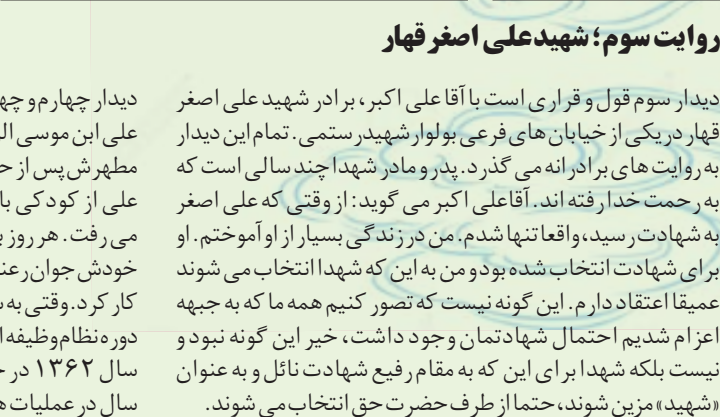 روایت سوم؛ شهید علی اصغر قهار
دیدار سوم قول و قراری است با آقا علی اکبر، برادر شهید علی اصغر
قهار در یکی از خیابان های فرعی بولوار شهید رستمی. تمام این دیدار
به روایت های برادرانه می گذرد. پدر و مادر شهدا چند سالی است که
به رحمت خدا رفته اند. آقا علی اکبر می گوید: از وقتی که علی اصغر
به شهادت رسید، واقعا تنها شدم. من در زندگی بسیار از او آموختم. او
برای شهادت انتخاب شده بود و من به این که شهدا انتخاب می شوند
عمیقا اعتقاد دارم. این گونه نیست که تصور کنیم همه ما که به جبهه
اعزام شدیم احتمال شهادتمان وجود داشت، خیر این گونه نبود و
نیست بلکه شهدا برای این که به مقام رفیع شهادت نائل و به عنوان
«شهید» مزین شوند، حتما از طرف حضرت حق انتخاب می شوند.
دیدار چهارم و چه
علی ابن موسی ال
مطهرش پس از ح
علی از کودکی با
می رفت. هر روز ب
خودش جوان رعن
کار کرد. وقتی به س
دوره نظام وظیفه ا
سال ۱۳۶۲ در ج
سال در عملیات ه